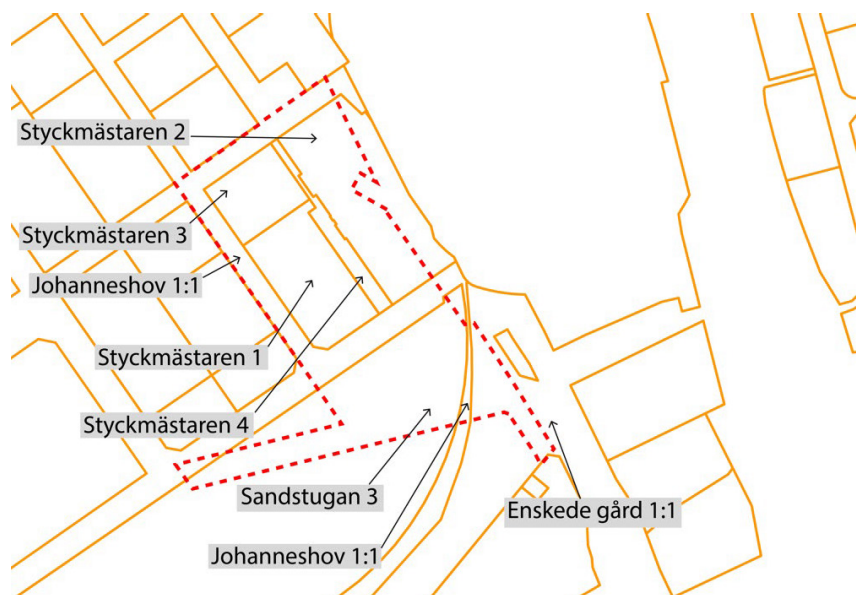 Styckmästaren 2
Styckmästaren 3
Johanneshov 1:1
Styckmästaren 1
Styckmästaren 4
Sandstugan 3
Enskede gård 1:1
Johanneshov 1:1